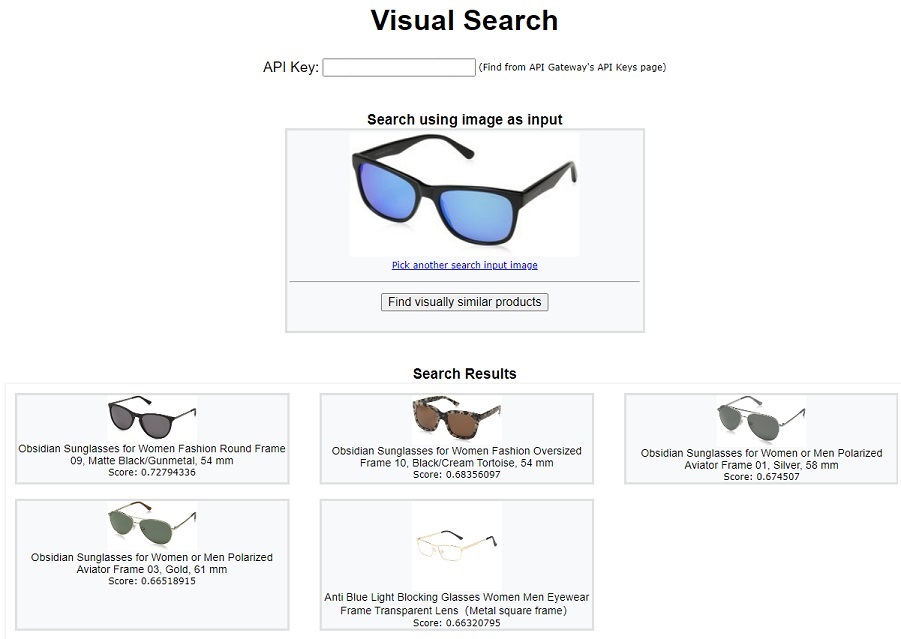 Visual Search
API Key: (Find from API Gateway's API Keys page)
Search using image as input
Pick another search input image
Find visually similar products
Search Results
Obsidian Sunglasses for Women Fashion Round Frame
09, Matte Black/Gunmetal, 54 mm
Score: 0.72794336
Obsidian Sunglasses for Women Fashion Oversized
Frame 10, Black/Cream Tortoise, 54 mm
Score: 0.68356097
Obsidian Sunglasses for Women or Men Polarized
Aviator Frame 01, Silver, 58 mm
Score: 0.674507
Obsidian Sunglasses for Women or Men Polarized
Aviator Frame 03, Gold, 61 mm
Score: 0.66518915
Anti Blue Light Blocking Glasses Women Men Eyewear
Frame Transparent Lens（Metal square frame）
Score: 0.66320795